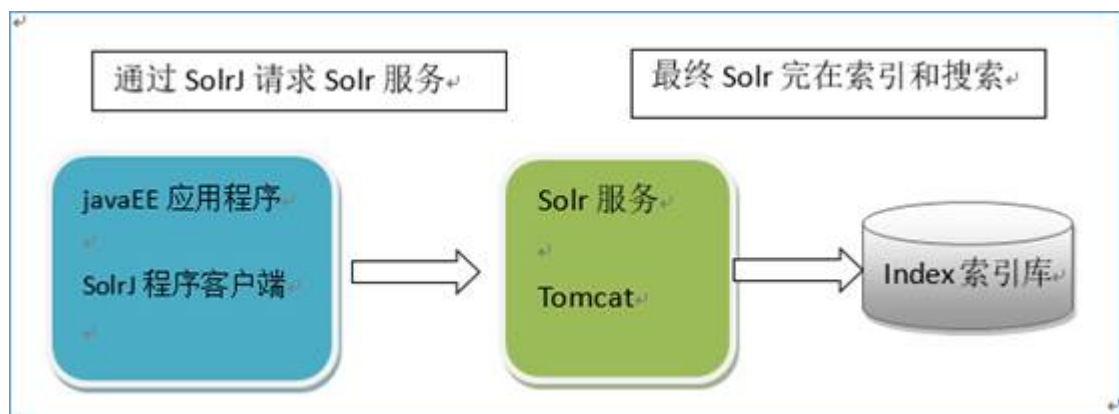 通过 SolrJ 请求 Solr 服务
最终 Solr 完在索引和搜索
javaEE 应用程序
SolrJ 程序客户端
Solr 服务
Tomcat
Index 索引库